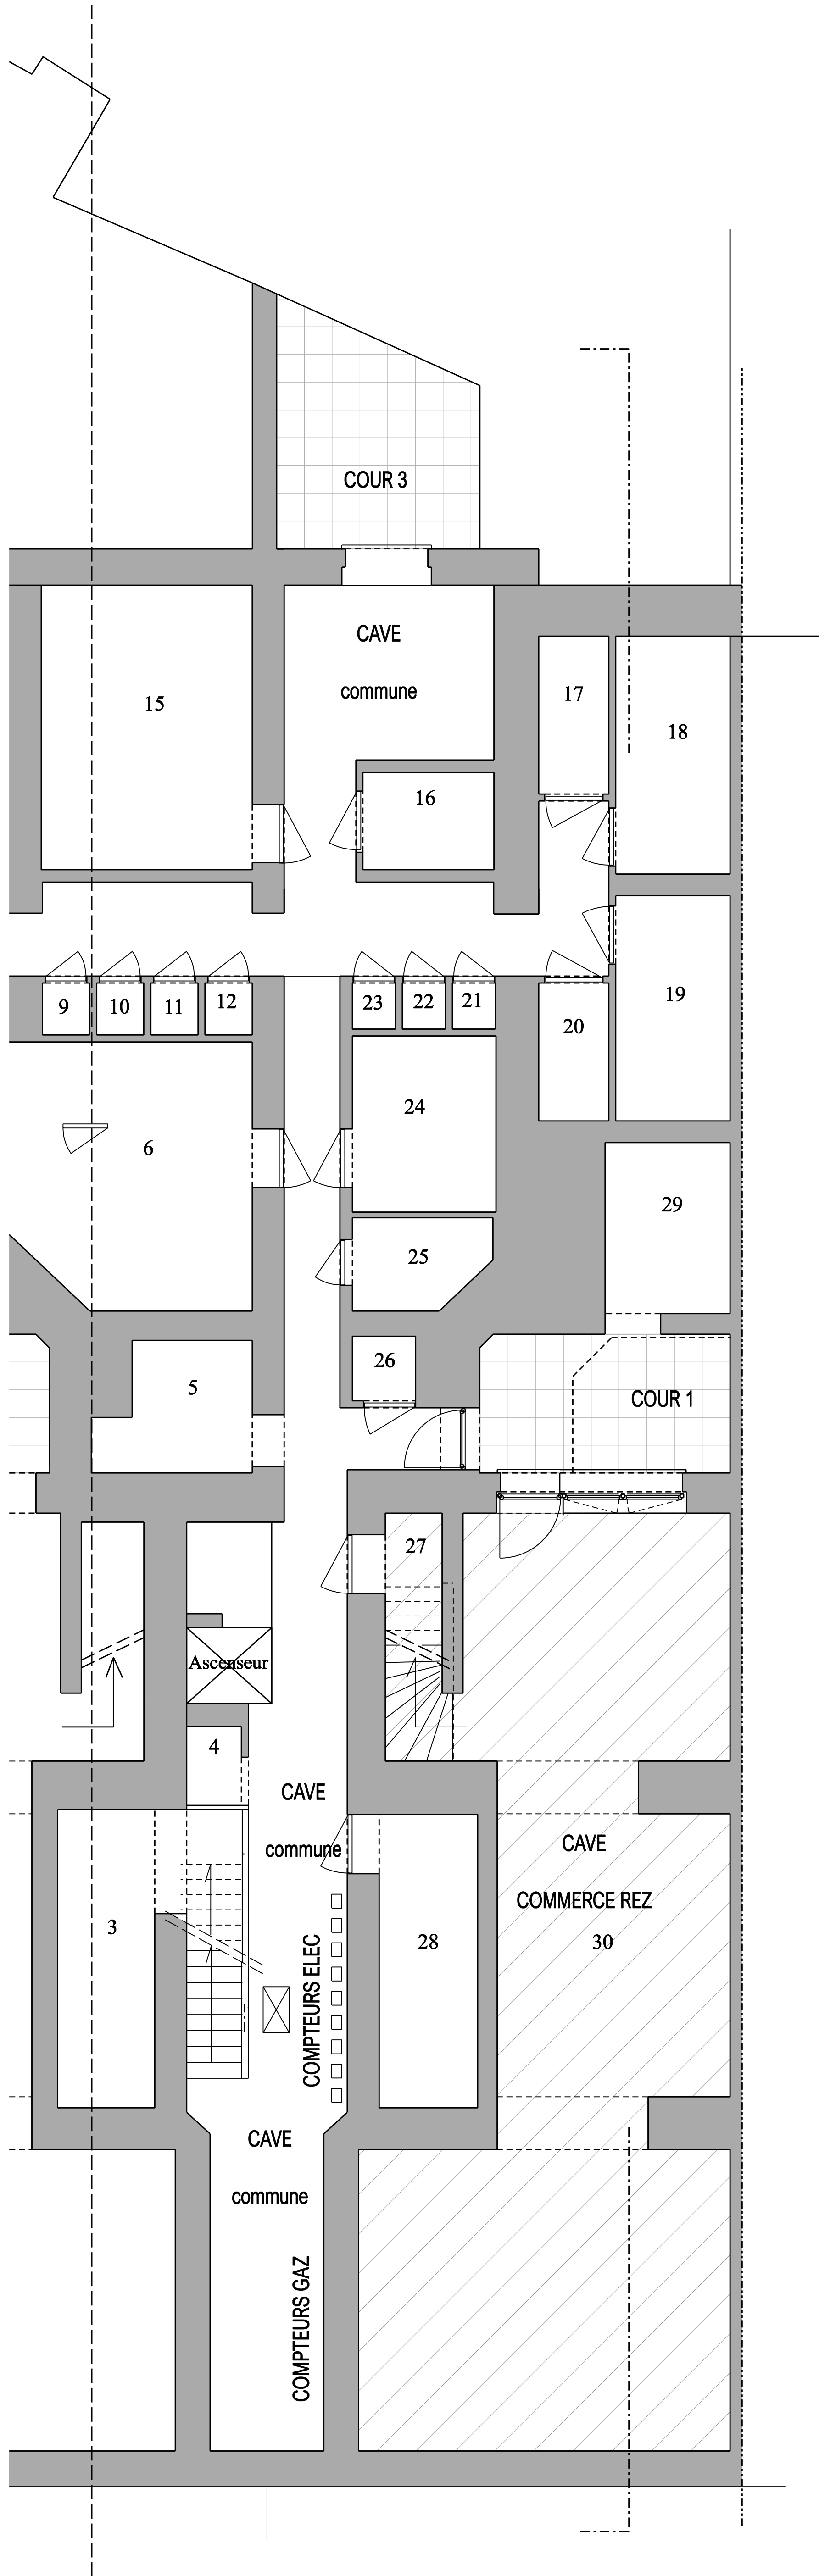 COUR 3
CAVE
commune
15
17
18
16
9
10
11
12
23
22
21
19
20
24
6
29
25
26
5
COUR 1
27
Ascenseur
4
CAVE
commune
CAVE
COMMERCE REZ
30
3
28
COMPTEURS ELEC
CAVE
commune
COMPTEURS GAZ